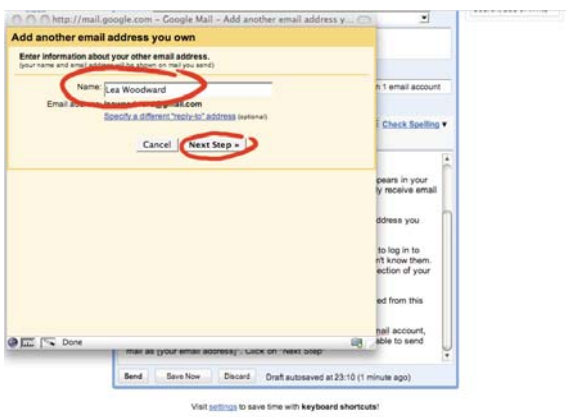 http://mail.google.com – Google Mail – Add another email address y...
Add another email address you own
Enter information about your other email address.
(your name and email address will be shown on mail you send)
Name: Lea Woodward
Email
Specify a different "reply-to" address (optional)
Cancel Next Step »
n 1 email account
Check Spelling ▾
pears in your
ly receive email
ddress you
to log in to
n't know them.
ection of your
ed from this
mail account,
able to send
Done
mail as [your email address]". Click on "Next Step"
Send Save Now Discard Draft autosaved at 23:10 (1 minute ago)
Visit settings to save time with keyboard shortcuts!